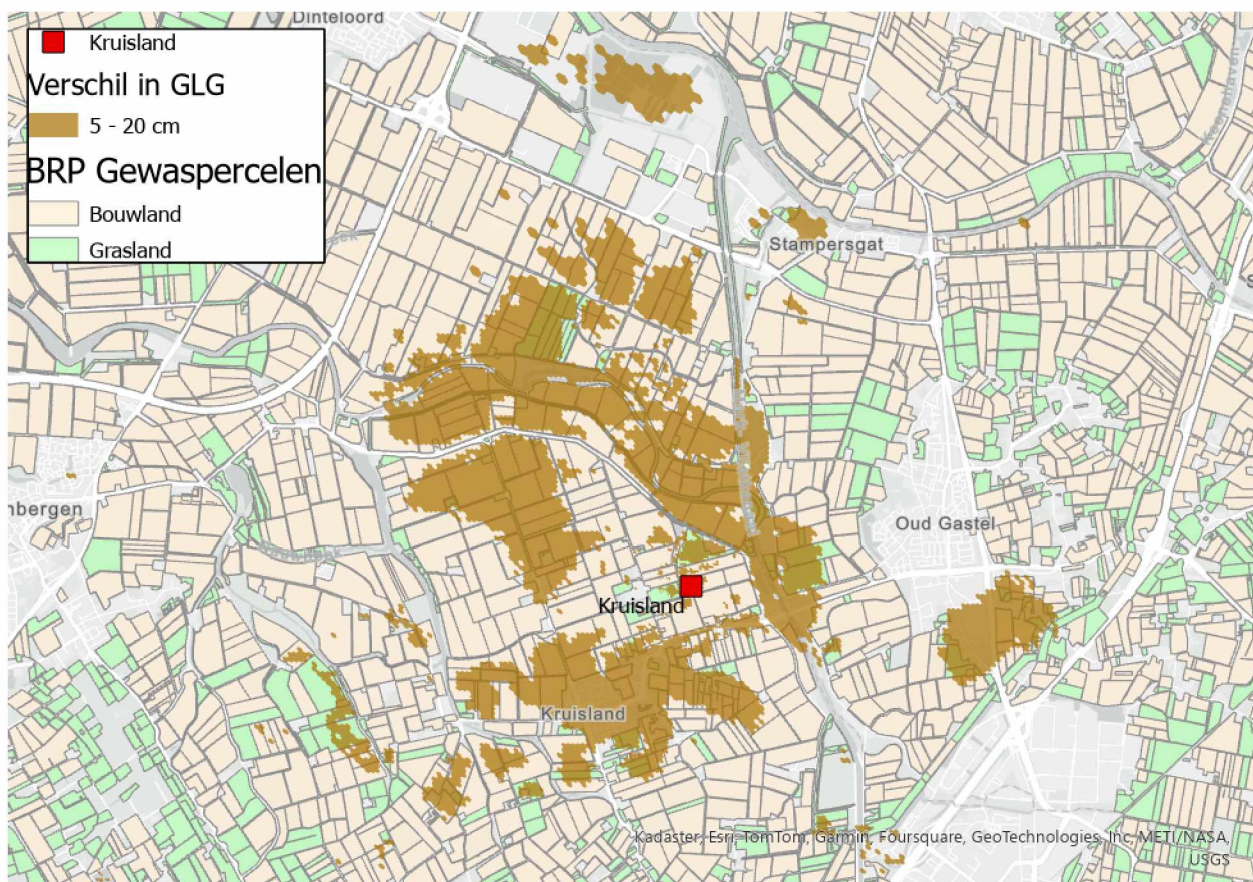 Dinteloord
Kruisland
Verschil in GLG
5 - 20 cm
BRP Gewaspercelen
Bouwland
Grasland
Stampersgat
nbergen
Oud Gastel
Kruisland
Kruisland
Kadaster, Esri, TomTom, Garmin, Foursquare, GeoTechnologies, Inc, METI/NASA,
USGS